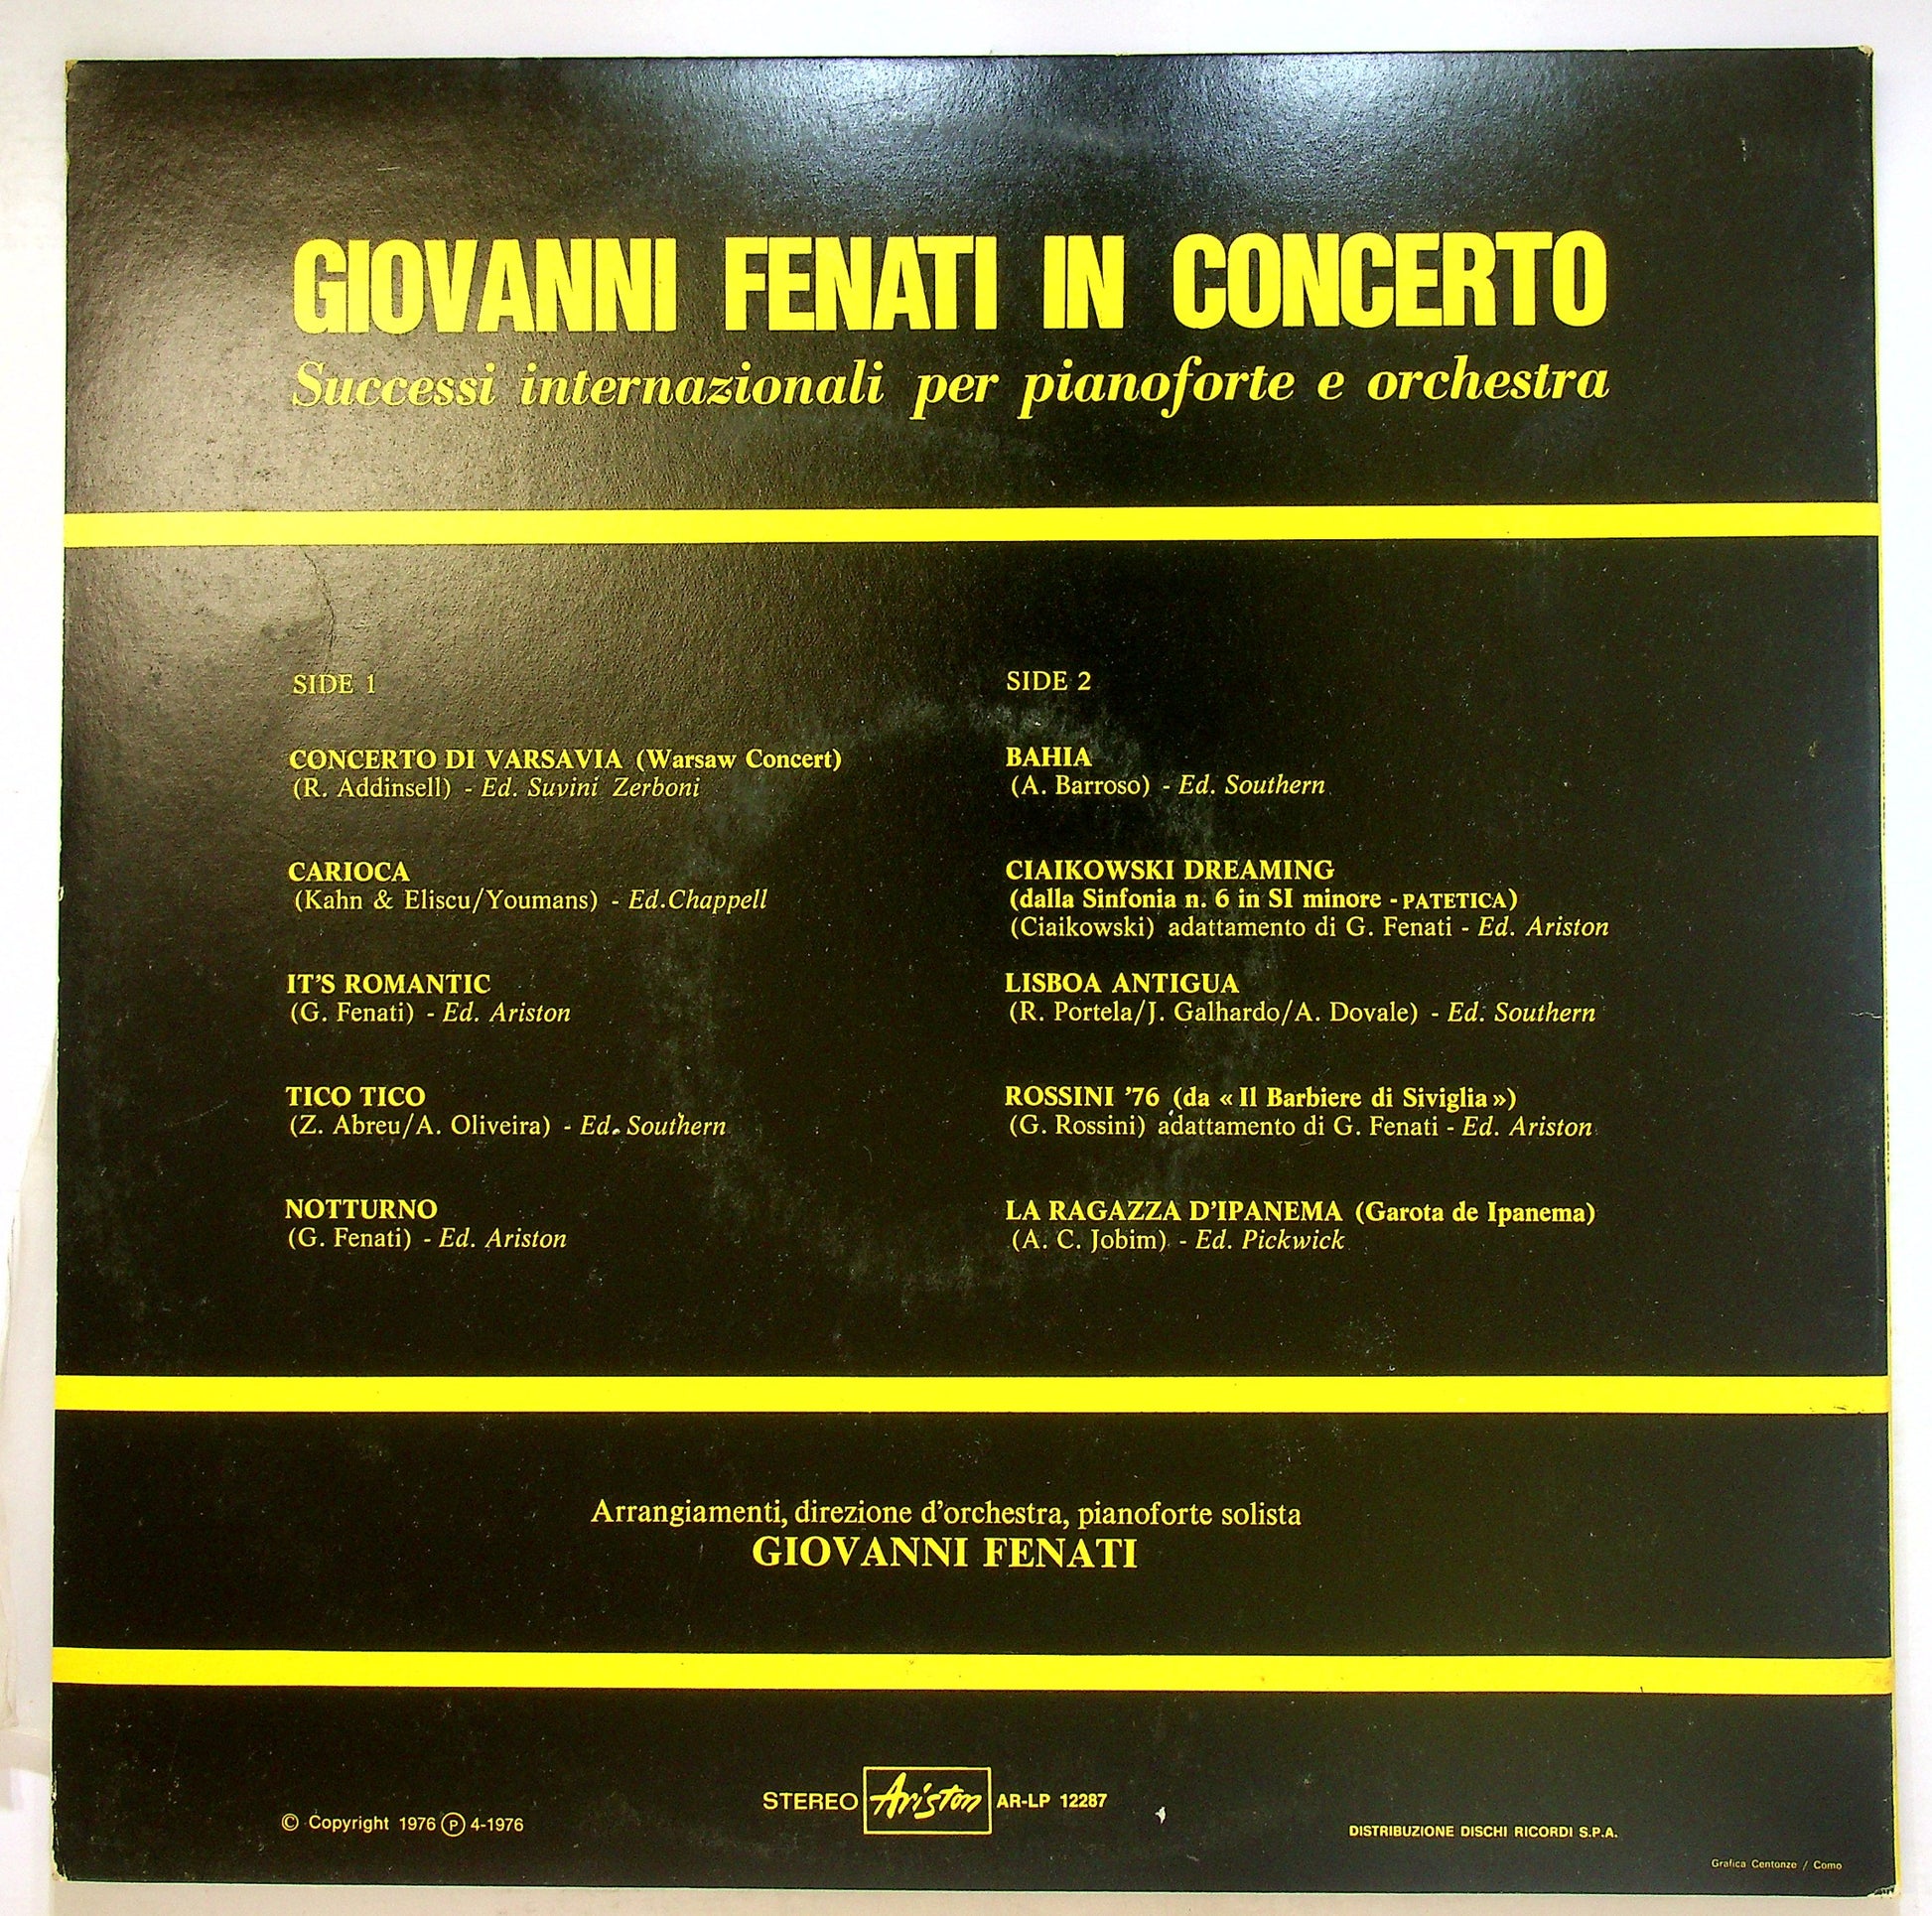 GIOVANNI FENATI IN CONCERTO
Successi internazionali per pianoforte e orchestra
SIDE 1
CONCERTO DI VARSAVIA (Warsaw Concert)
(R. Addinsell) - Ed. Suvini Zerboni
CARIOCA
(Kahn & Eliscu/Youmans) - Ed.Chappell
IT'S ROMANTIC
(G. Fenati) - Ed. Ariston
TICO TICO
(Z. Abreu/A. Oliveira) - Ed. Southern
NOTTURNO
(G. Fenati) - Ed. Ariston
SIDE 2
BAHIA
(A. Barroso) - Ed. Southern
CIAIKOWSKI DREAMING
(dalla Sinfonia n. 6 in SI minore - PATETICA)
(Ciaikowski) adattamento di G. Fenati - Ed. Ariston
LISBOA ANTIGUA
(R. Portela/J. Galhardo/A. Dovale) - Ed. Southern
ROSSINI '76 (da « Il Barbiere di Siviglia »)
(G. Rossini) adattamento di G. Fenati - Ed. Ariston
LA RAGAZZA D'IPANEMA (Garota de Ipanema)
(A. C. Jobim) - Ed. Pickwick
Arrangiamenti, direzione d'orchestra, pianoforte solista
GIOVANNI FENATI
© Copyright 1976 Ⓟ 4-1976
STEREO Ariston AR-LP 12287
DISTRIBUZIONE DISCHI RICORDI S.P.A.
Grafica Centonze / Como